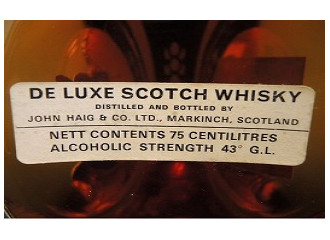 DE LUXE SCOTCH WHISKY
DISTILLED AND BOTTLED BY
JOHN HAIG & CO. LTD., MARKINCH, SCOTLAND
NETT CONTENTS 75 CENTILITRES
ALCOHOLIC STRENGTH 43° G.L.